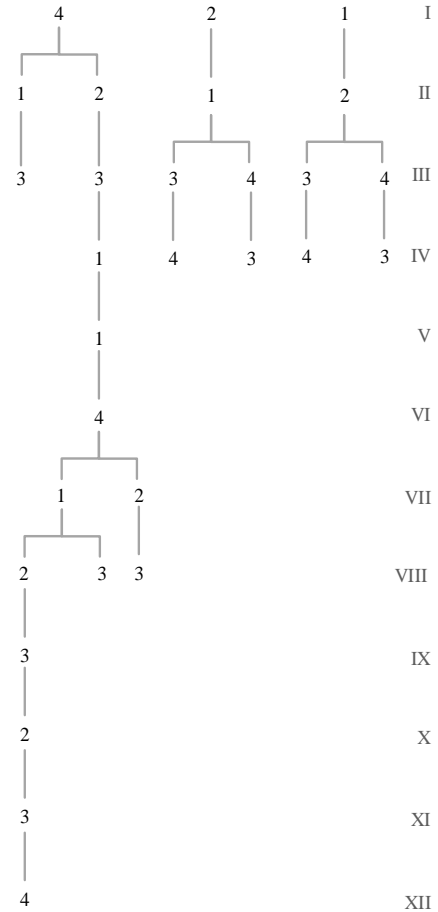 4 2 1 I
1 2 1 2 II
3 3 3 4 3 4 III
1 4 3 4 3 IV
1 V
4 VI
1 2 VII
2 3 3 VIII
3 IX
2 X
3 XI
4 XII